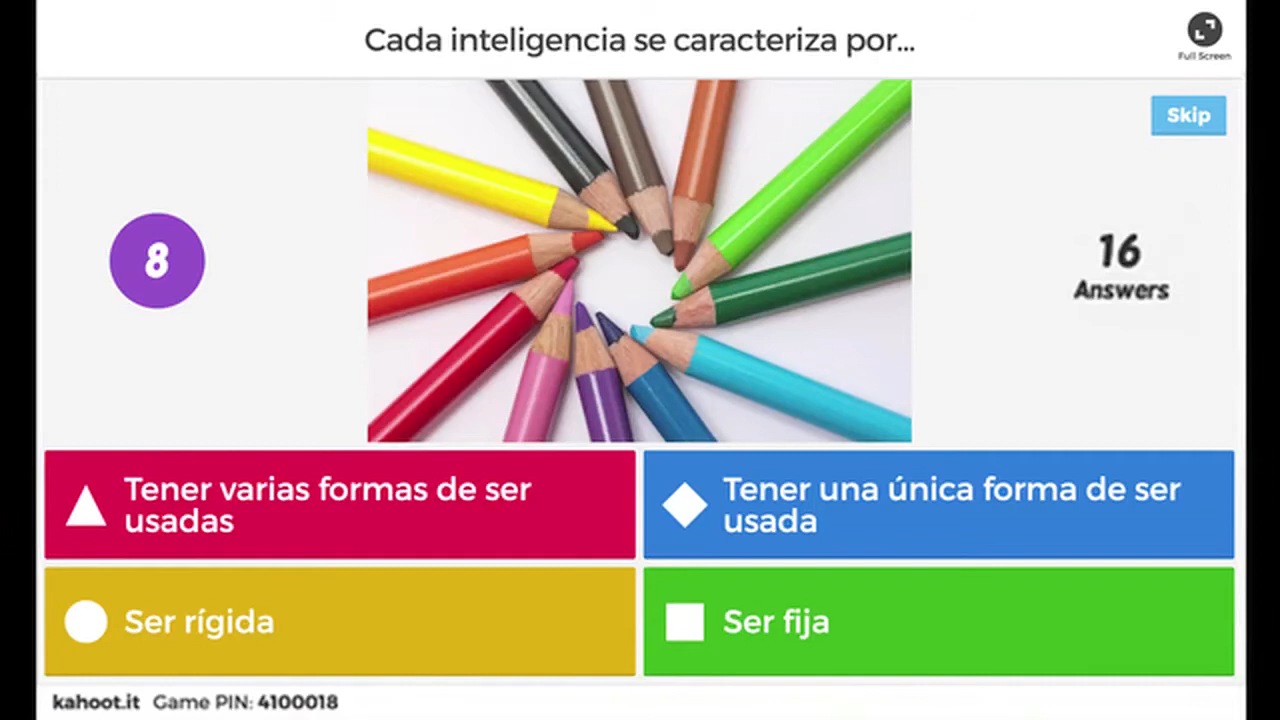 Cada inteligencia se caracteriza por...
Full Screen
Skip
8
16
Answers
Tener varias formas de ser
usadas
Tener una única forma de ser
usada
Ser rígida
Ser fija
kahoot.it Game PIN: 4100018